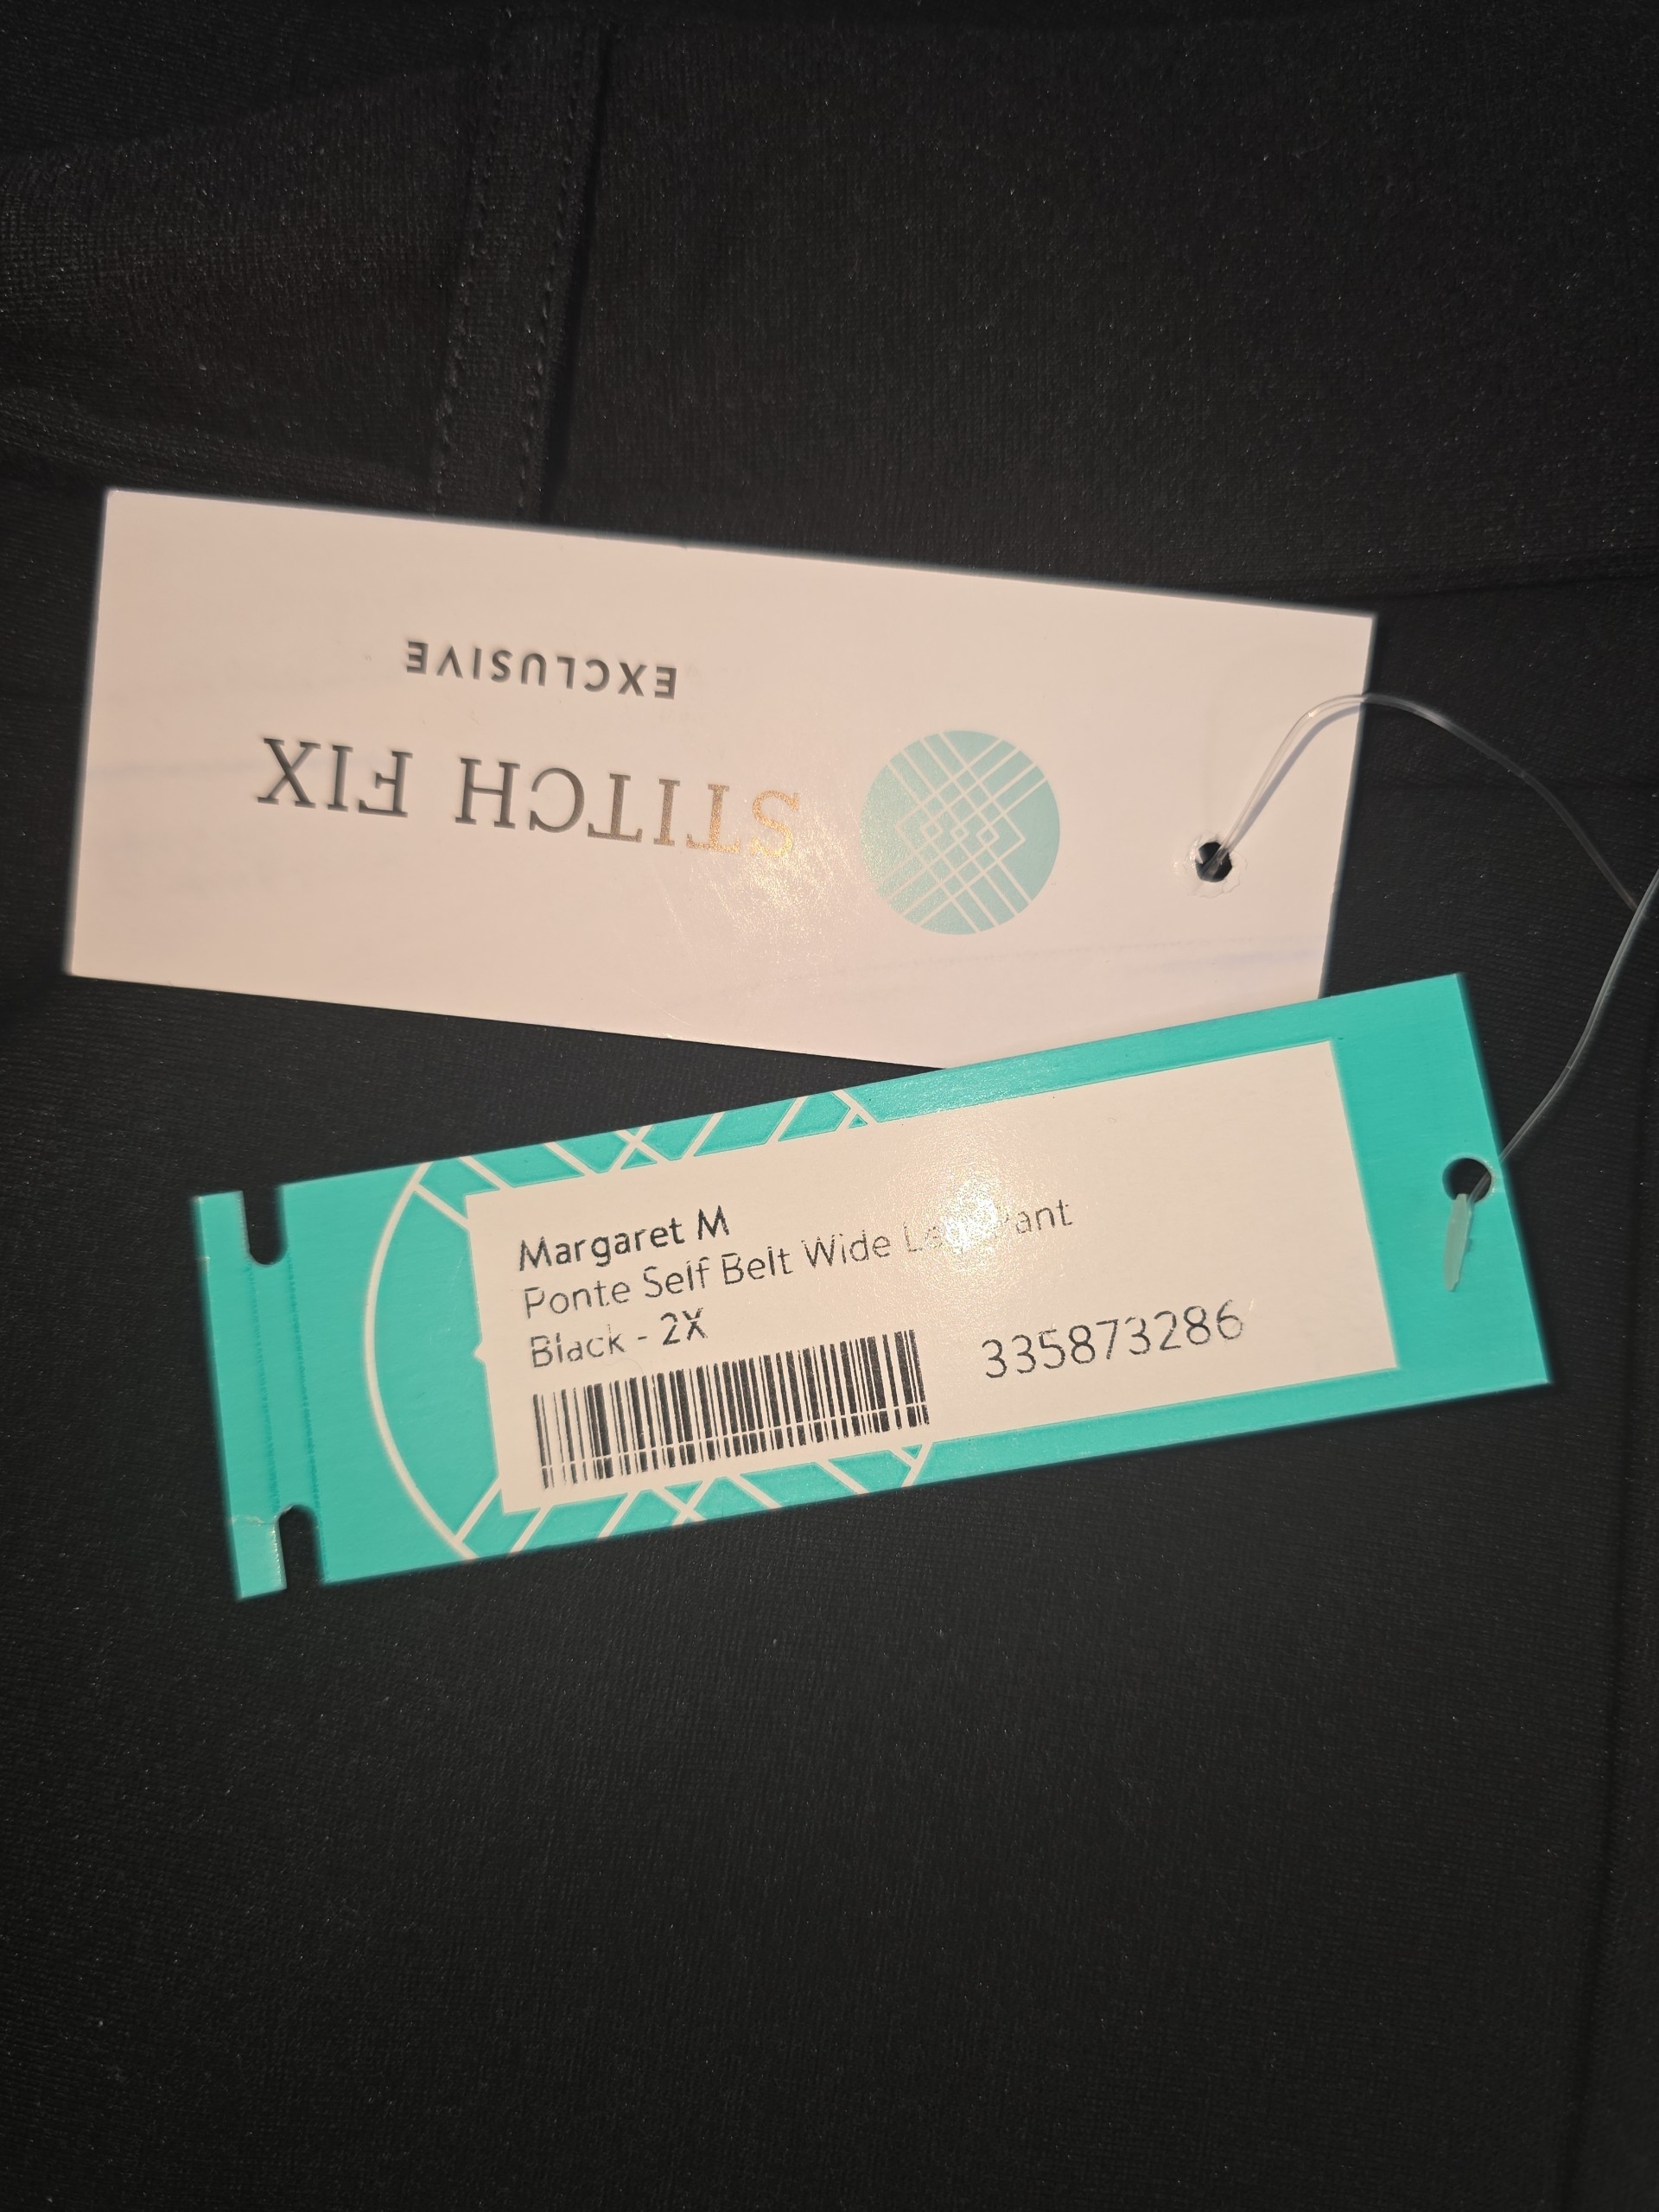 STITCH FIX
EXCLUSIVE
Margaret M
Ponte Self Belt Wide Leg Pant
Black - 2X
335873286